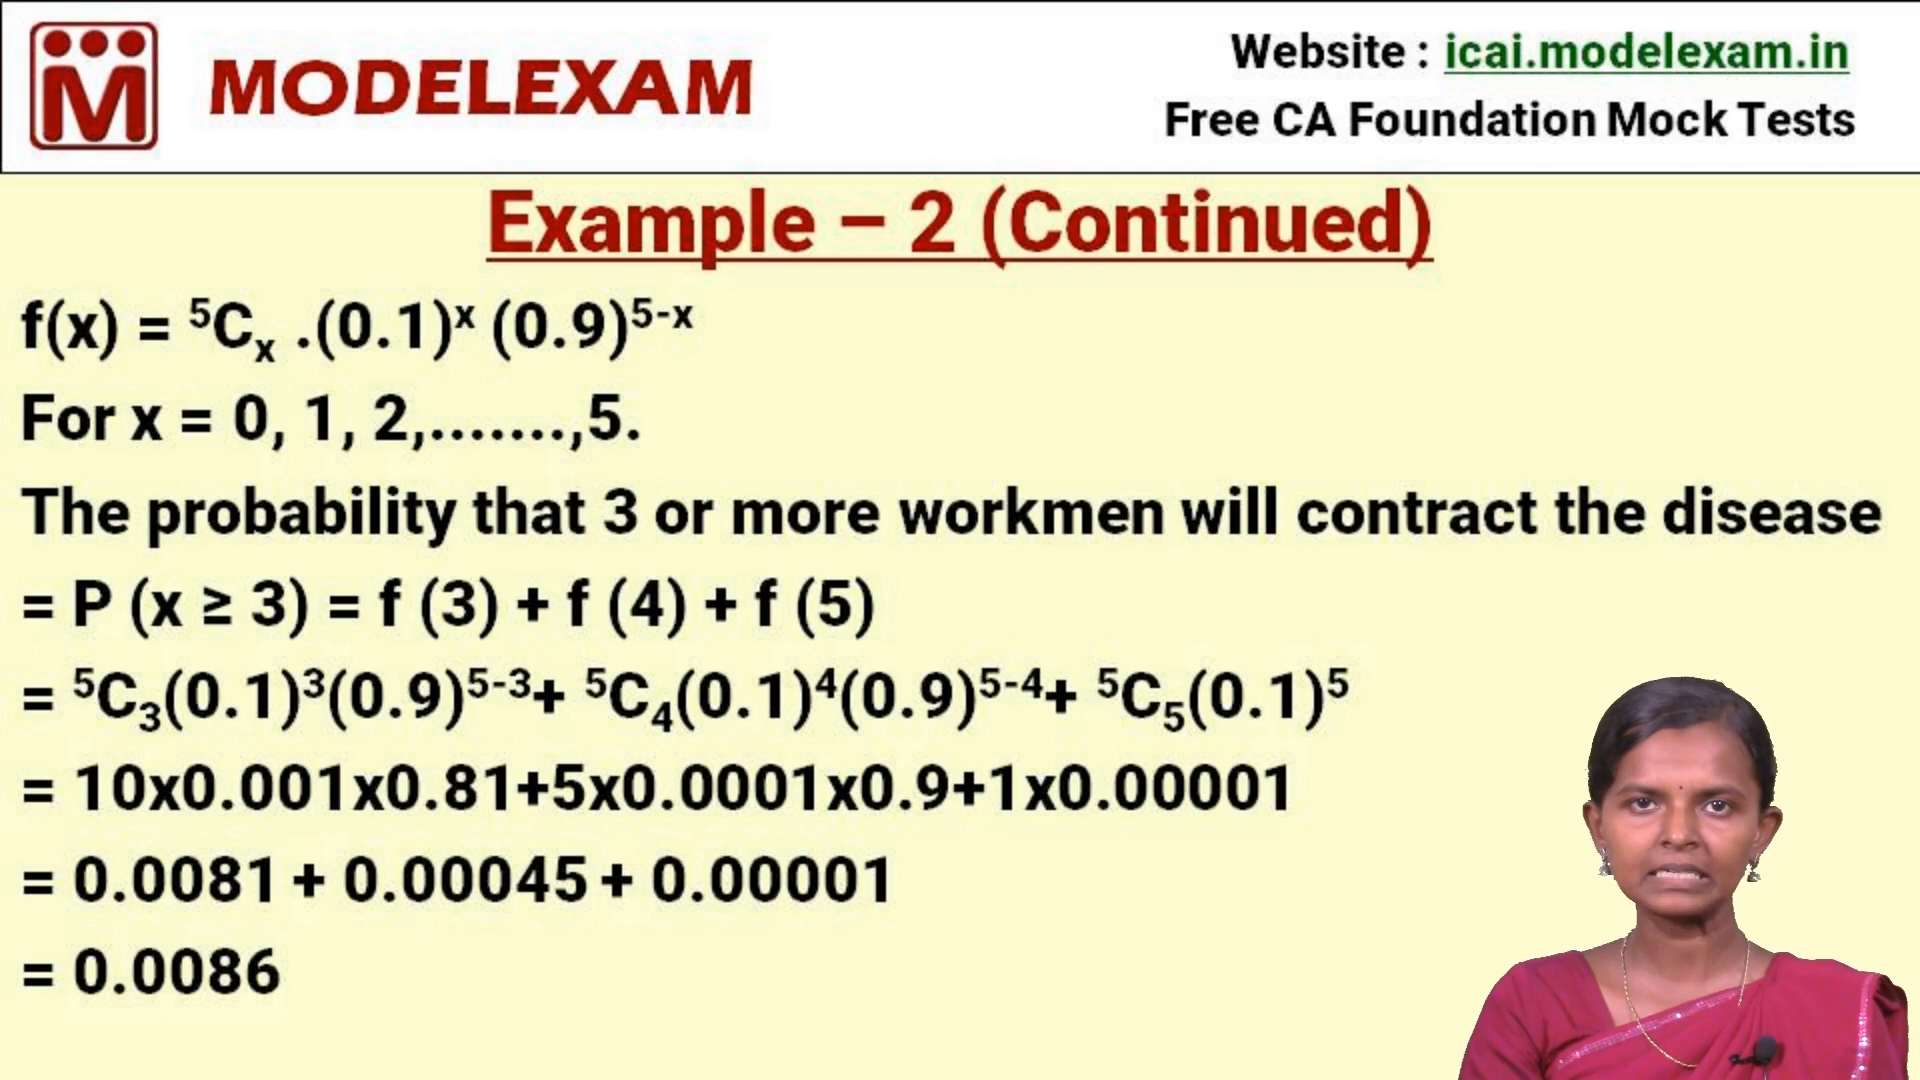 MODELEXAM
Website : icai.modelexam.in
Free CA Foundation Mock Tests
Example – 2 (Continued)
f(x) = ⁵Cₓ .(0.1)ˣ (0.9)⁵⁻ˣ
For x = 0, 1, 2,.......,5.
The probability that 3 or more workmen will contract the disease
= P (x ≥ 3) = f (3) + f (4) + f (5)
= ⁵C₃(0.1)³(0.9)⁵⁻³+ ⁵C₄(0.1)⁴(0.9)⁵⁻⁴+ ⁵C₅(0.1)⁵
= 10x0.001x0.81+5x0.0001x0.9+1x0.00001
= 0.0081 + 0.00045 + 0.00001
= 0.0086